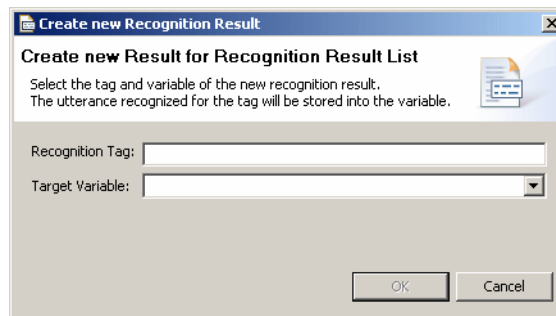 Create new Recognition Result
Create new Result for Recognition Result List
Select the tag and variable of the new recognition result.
The utterance recognized for the tag will be stored into the variable.
Recognition Tag:
Target Variable:
OK
Cancel